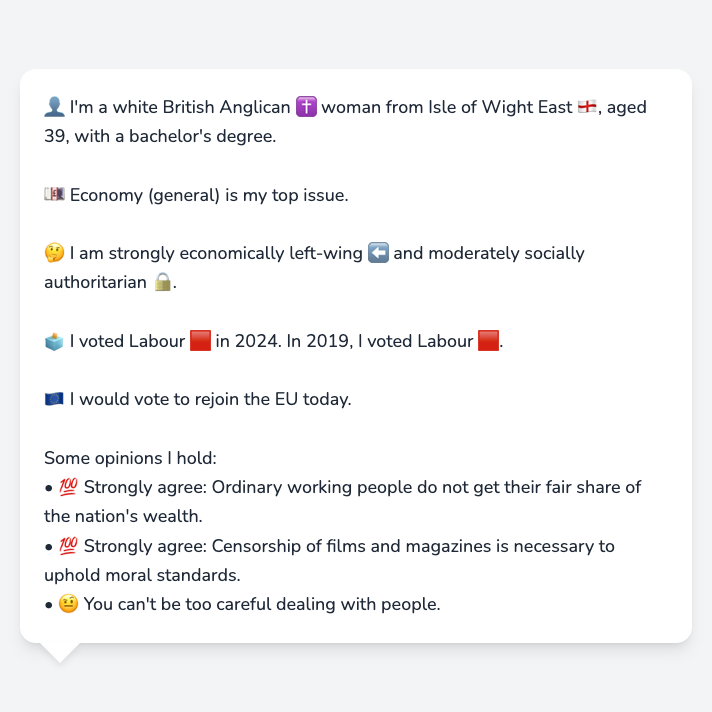 👤 I'm a white British Anglican ✝️ woman from Isle of Wight East 🏴󠁧󠁢󠁥󠁮󠁧󠁿, aged
39, with a bachelor's degree.
💷 Economy (general) is my top issue.
🤔 I am strongly economically left-wing ⬅️ and moderately socially
authoritarian 🔒.
🗳️ I voted Labour 🟥 in 2024. In 2019, I voted Labour 🟥.
🇪🇺 I would vote to rejoin the EU today.
Some opinions I hold:
• 💯 Strongly agree: Ordinary working people do not get their fair share of
the nation's wealth.
• 💯 Strongly agree: Censorship of films and magazines is necessary to
uphold moral standards.
• 🤨 You can't be too careful dealing with people.